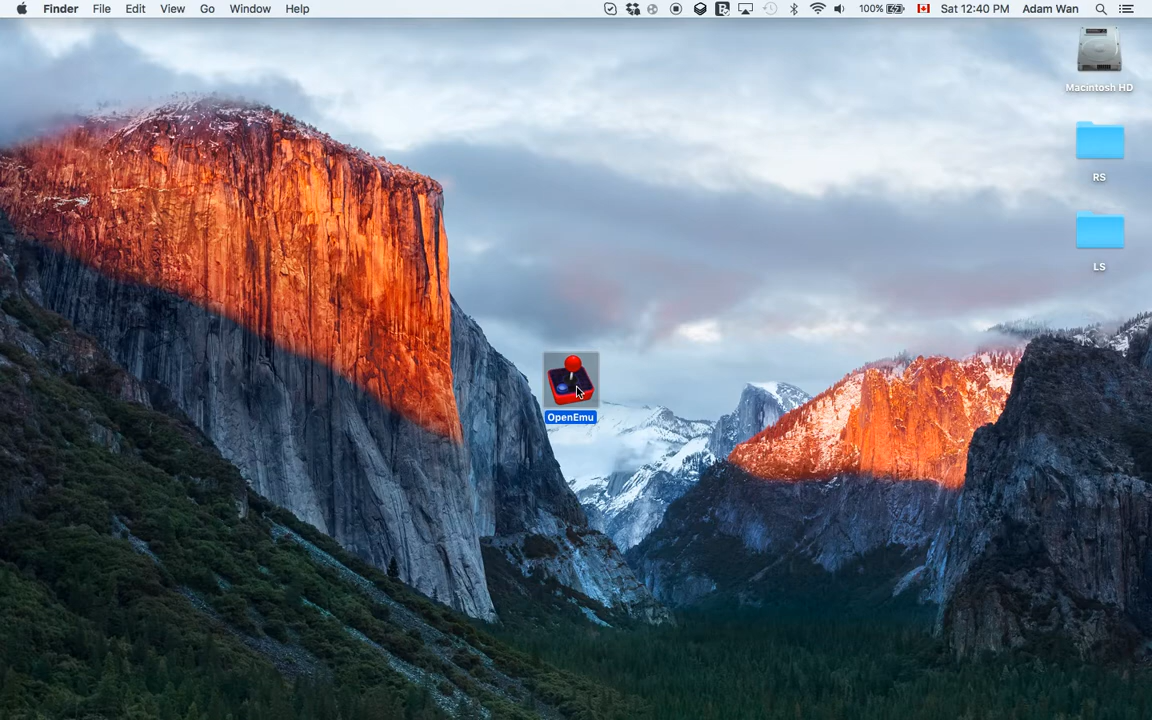 Finder File Edit View Go Window Help 100% Sat 12:40 PM Adam Wan
Macintosh HD
RS
LS
OpenEmu